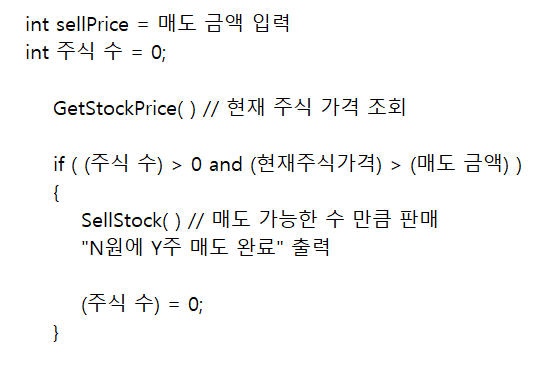 int sellPrice = 매도 금액 입력
int 주식 수 = 0;
GetStockPrice( ) // 현재 주식 가격 조회
if ( (주식 수) > 0 and (현재주식가격) > (매도 금액) )
{
SellStock( ) // 매도 가능한 수 만큼 판매
"N원에 Y주 매도 완료" 출력
(주식 수) = 0;
}